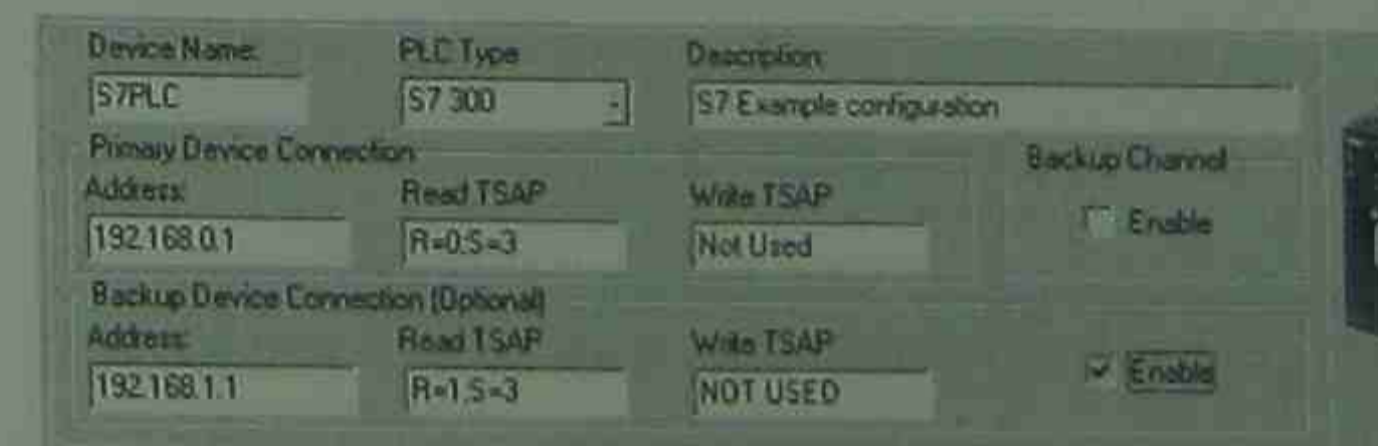 Device Name: PLC Type Description:
S7PLC S7 300 S7 Example configuration
Primary Device Connection Backup Channel
Address: Read TSAP Write TSAP
Enable
192.168.0.1 R=0;S=3 Not Used
Backup Device Connection (Optional)
Address: Read TSAP Write TSAP
192.168.1.1 R=1;S=3 NOT USED Enable